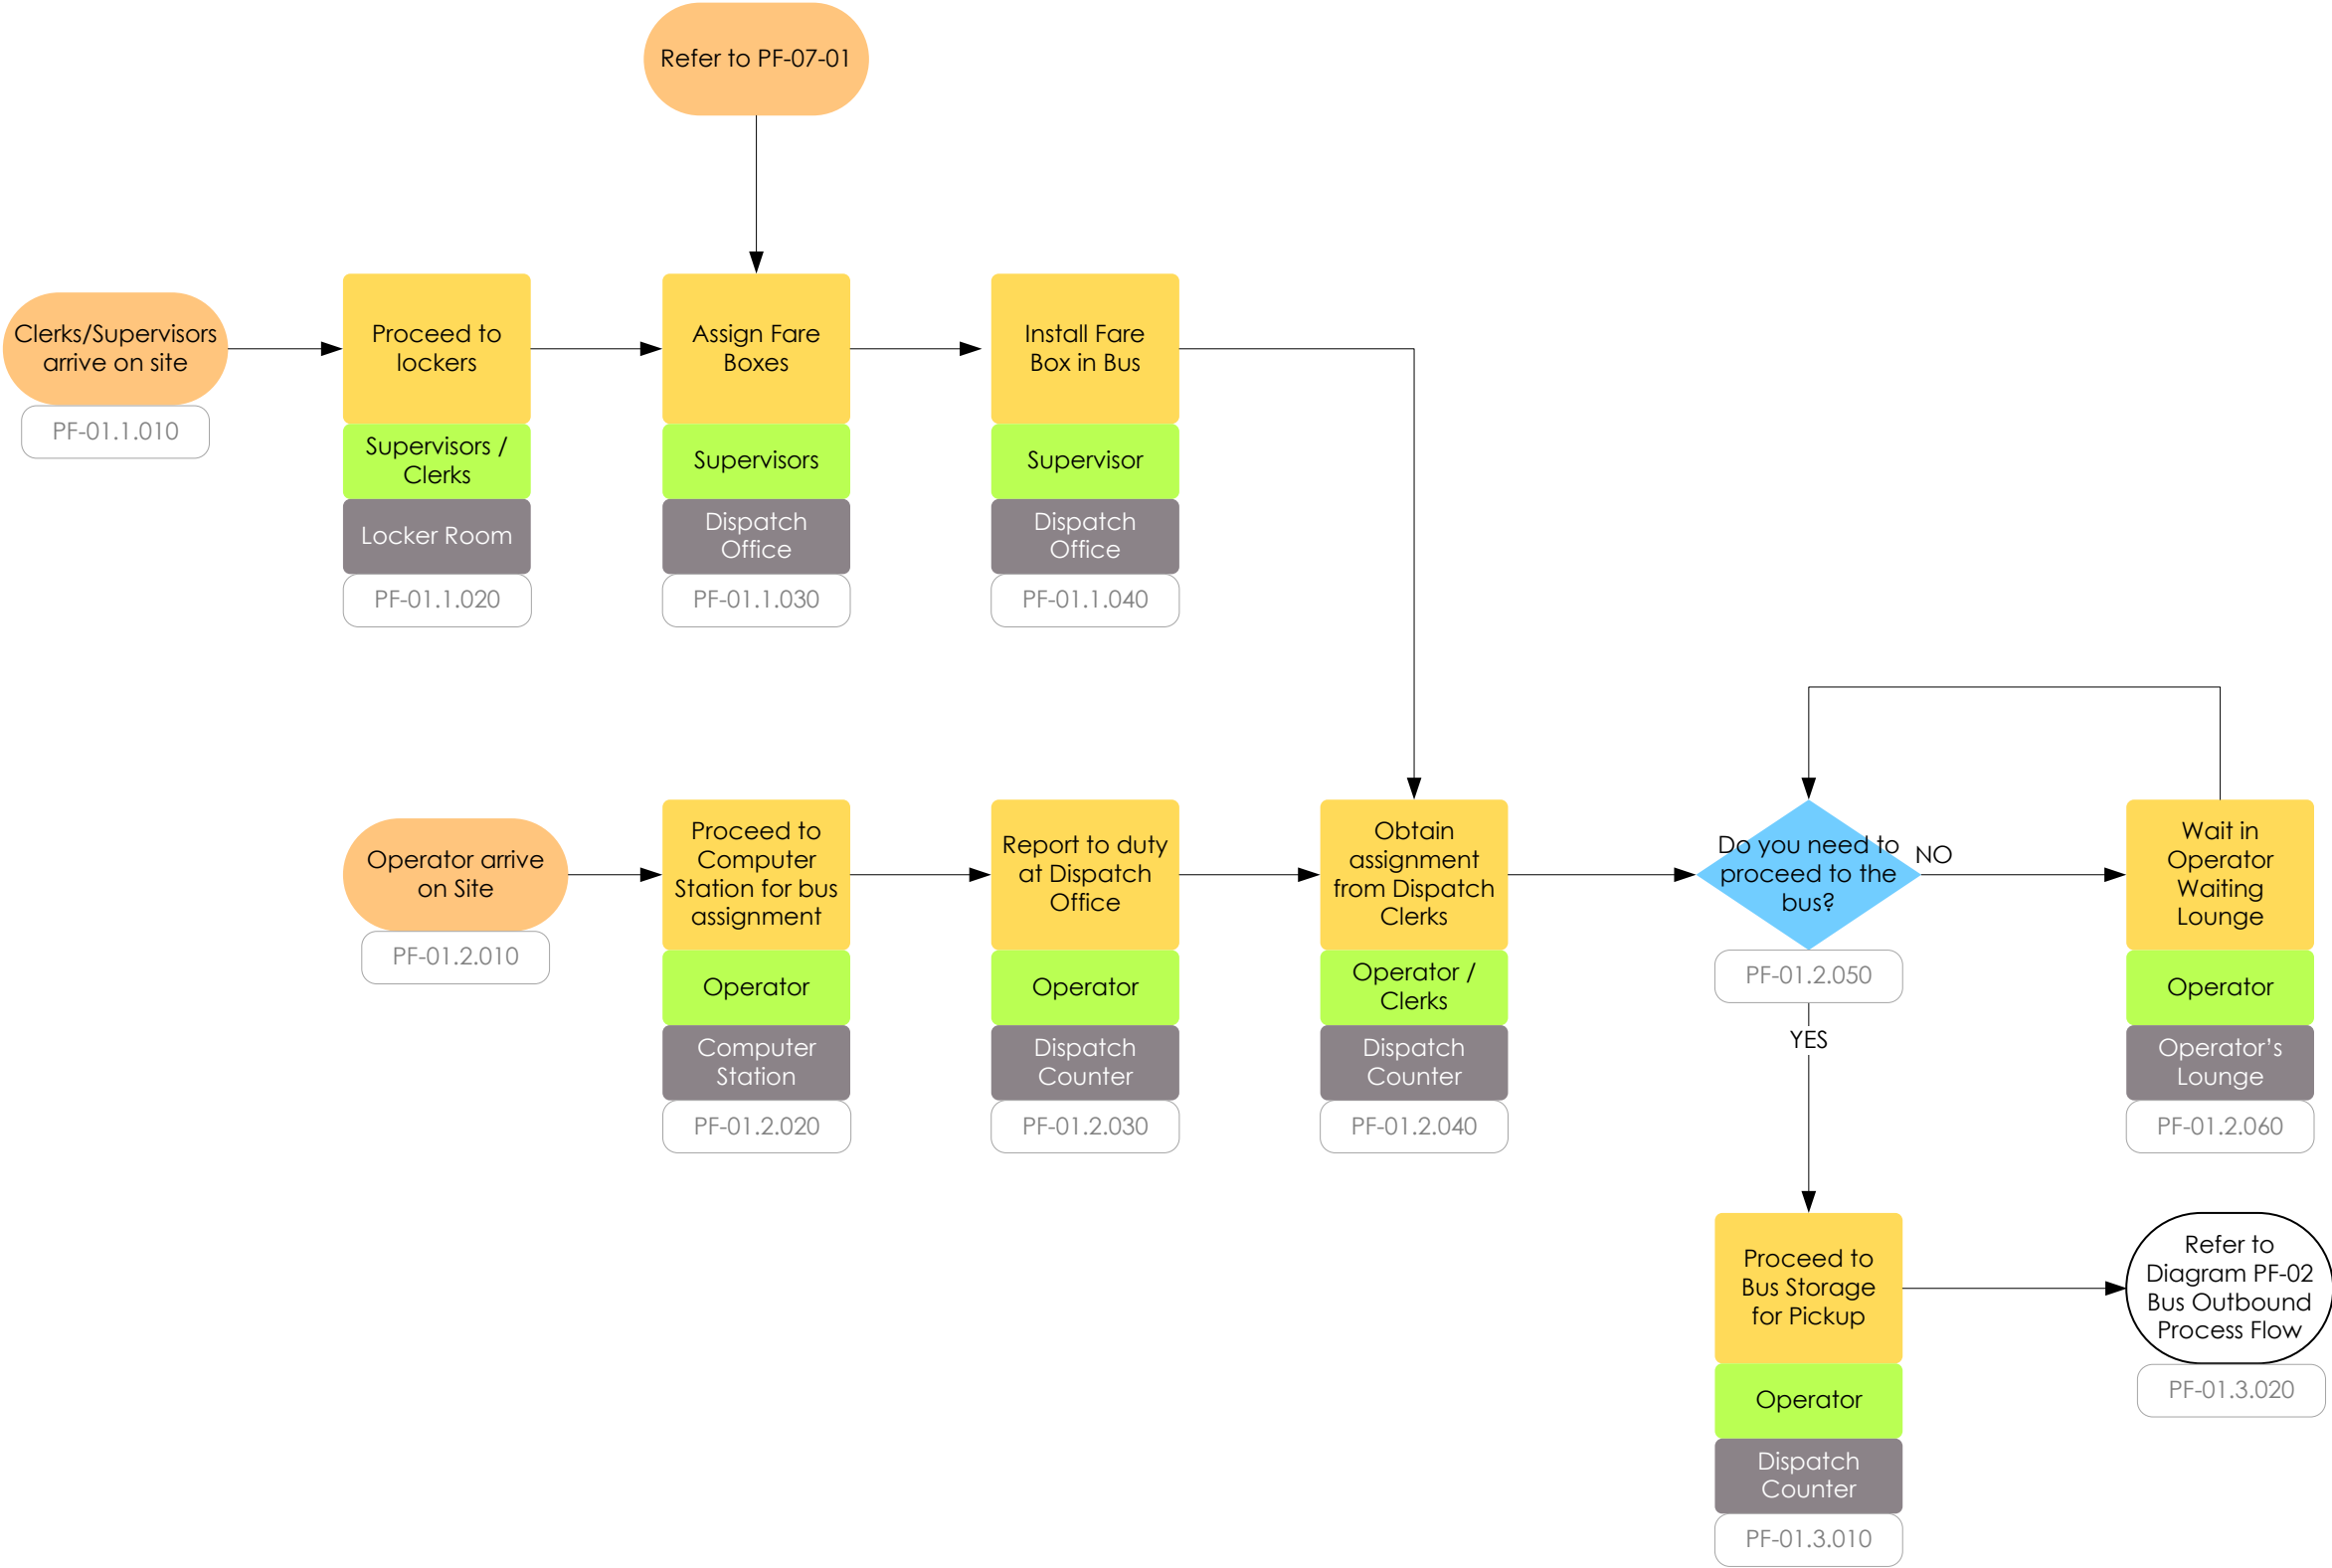 Refer to PF-07-01
Clerks/Supervisors
arrive on site
PF-01.1.010
Proceed to
lockers
Supervisors /
Clerks
Locker Room
PF-01.1.020
Assign Fare
Boxes
Supervisors
Dispatch
Office
PF-01.1.030
Install Fare
Box in Bus
Supervisor
Dispatch
Office
PF-01.1.040
Operator arrive
on Site
PF-01.2.010
Proceed to
Computer
Station for bus
assignment
Operator
Computer
Station
PF-01.2.020
Report to duty
at Dispatch
Office
Operator
Dispatch
Counter
PF-01.2.030
Obtain
assignment
from Dispatch
Clerks
Operator /
Clerks
Dispatch
Counter
PF-01.2.040
Do you need to
proceed to the
bus?
PF-01.2.050
NO
YES
Wait in
Operator
Waiting
Lounge
Operator
Operator’s
Lounge
PF-01.2.060
Proceed to
Bus Storage
for Pickup
Operator
Dispatch
Counter
PF-01.3.010
Refer to
Diagram PF-02
Bus Outbound
Process Flow
PF-01.3.020